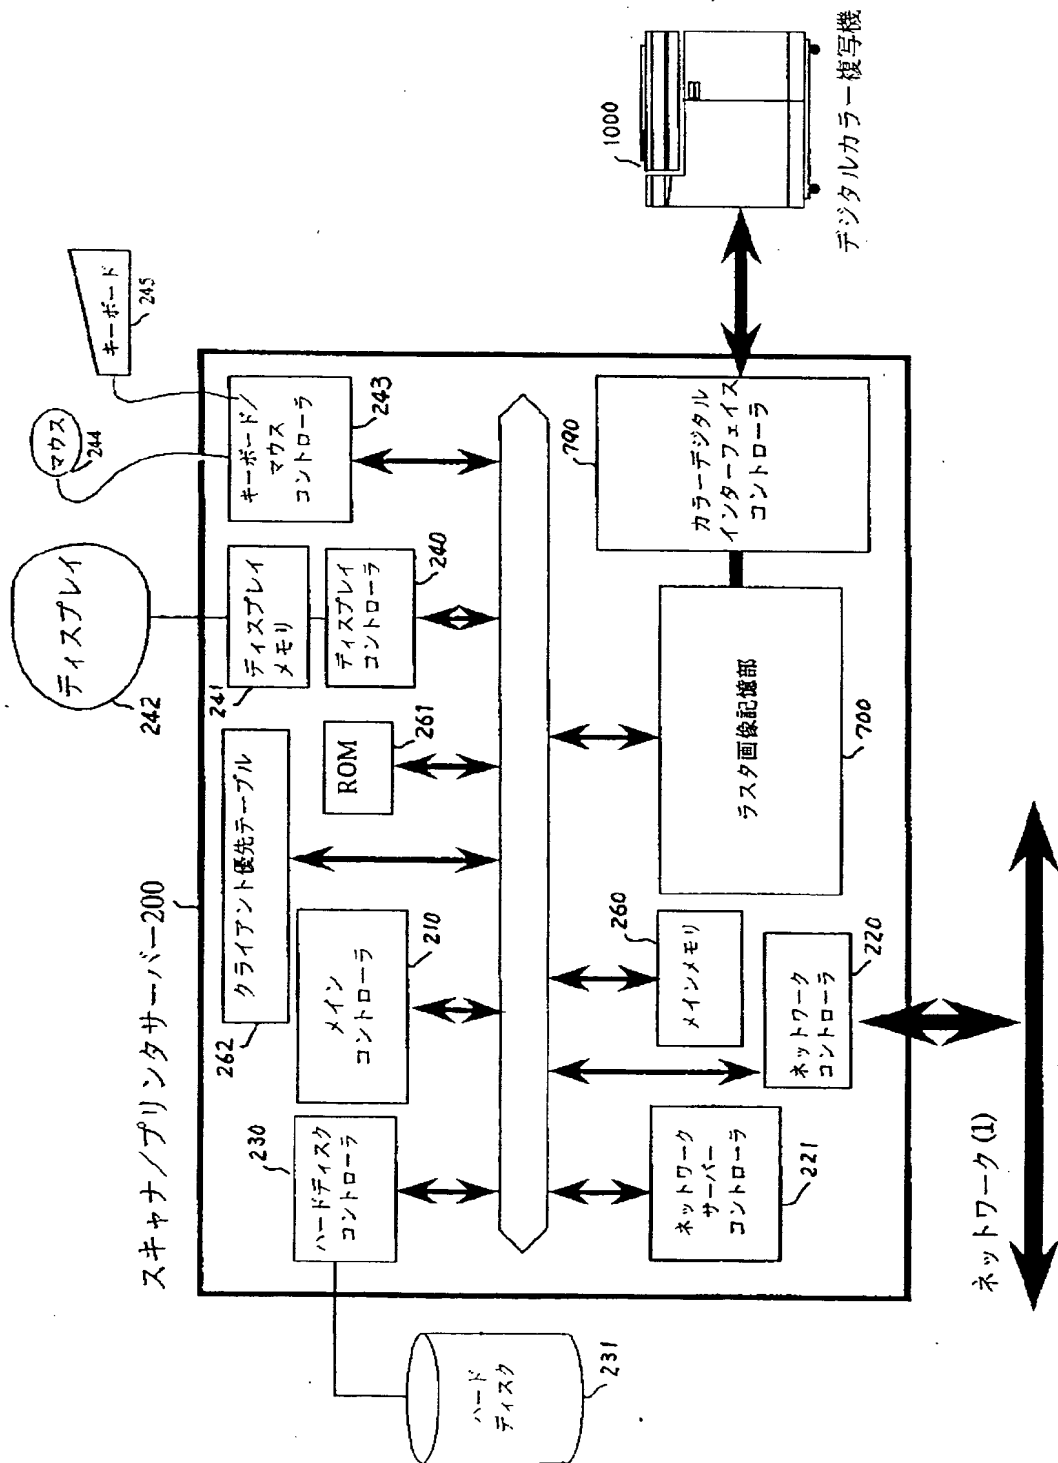 スキャナ/プリンタサーバー200
ハード
ディスク
231
ハードディスク
コントローラ
230
メイン
コントローラ
210
クライアント優先テーブル
262
ROM
261
ディスプレイ
242
ディスプレイ
メモリ
241
ディスプレイ
コントローラ
240
マウス
244
キーボード
245
キーボード/
マウス
コントローラ
243
ネットワーク
サーバー
コントローラ
221
ネットワーク
コントローラ
220
メインメモリ
260
ラスタ画像記憶部
700
カラーデジタル
インターフェイス
コントローラ
790
1000
デジタルカラー複写機
ネットワーク(1)